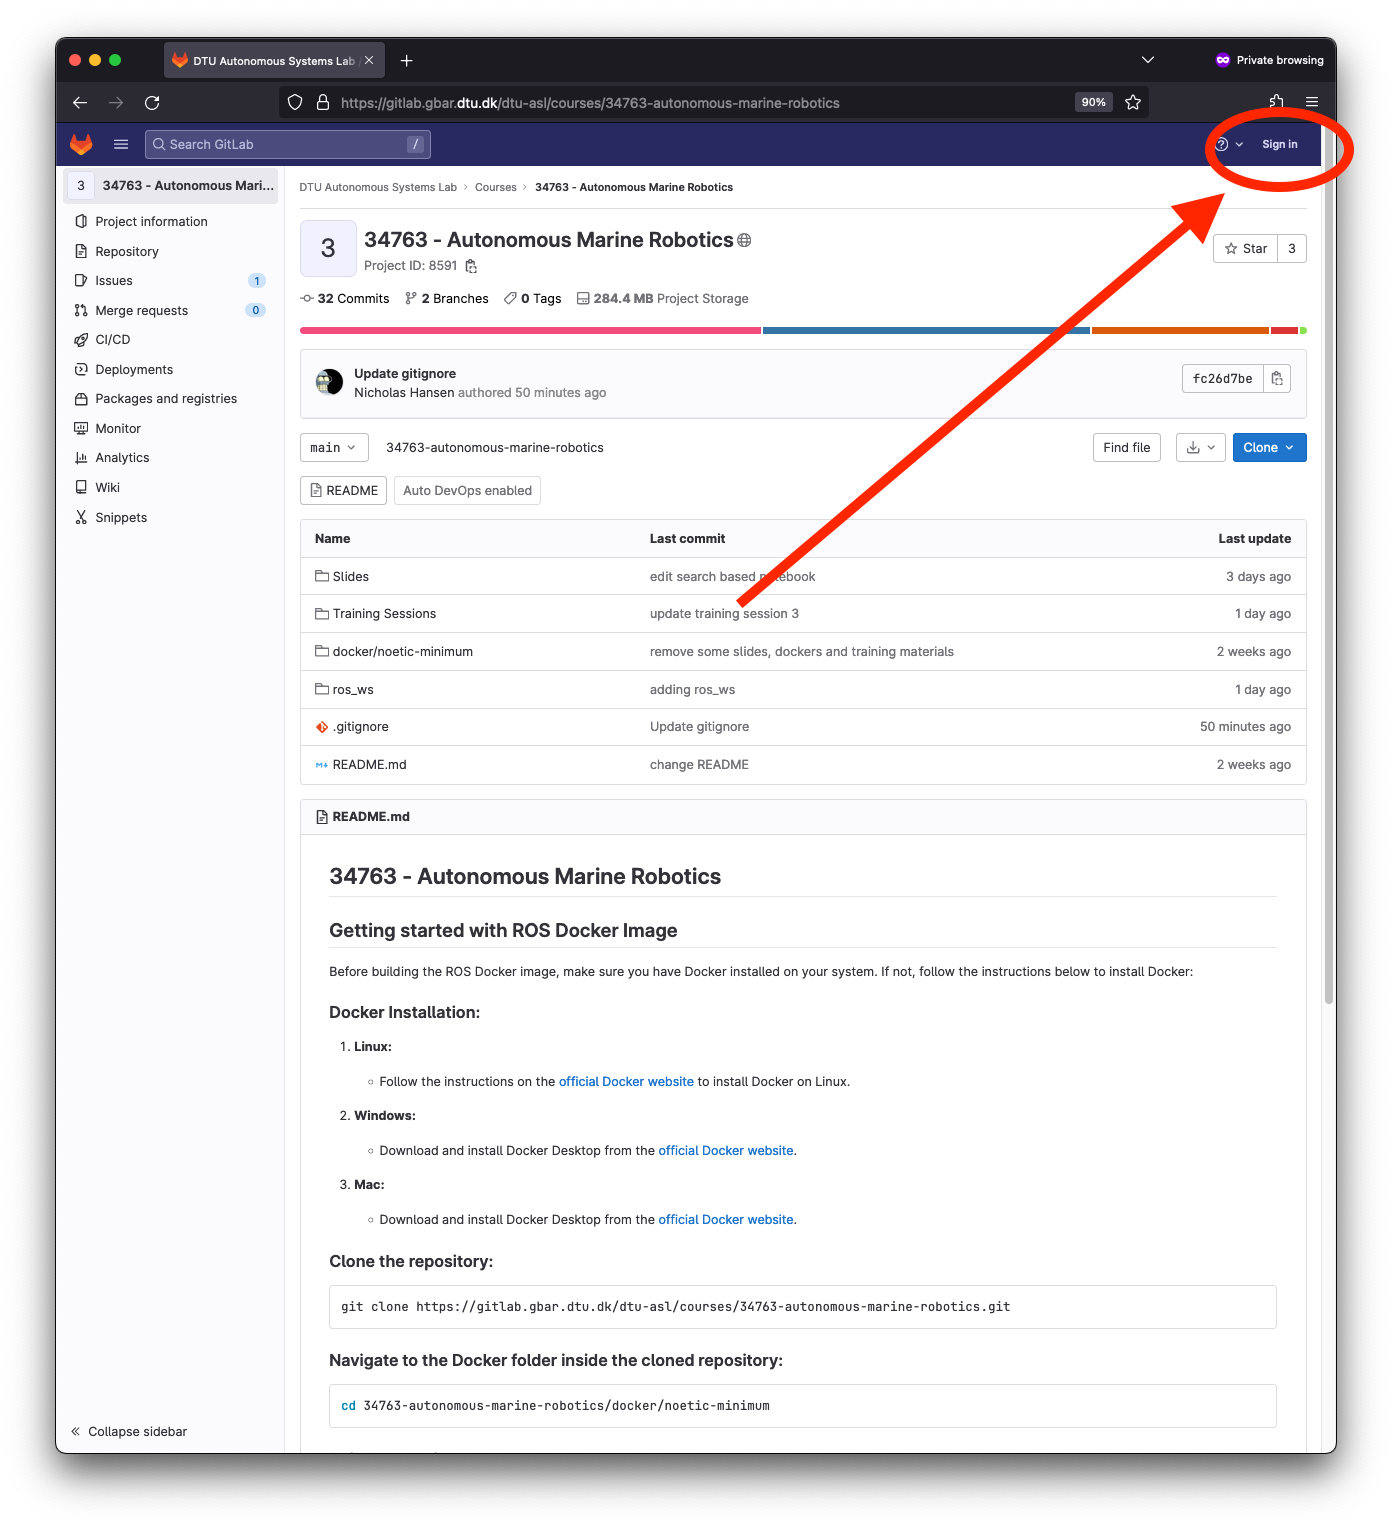 DTU Autonomous Systems Lab /
Private browsing
https://gitlab.gbar.dtu.dk/dtu-asl/courses/34763-autonomous-marine-robotics
90%
Search GitLab
/
Sign in
3
34763 - Autonomous Mari...
Project information
Repository
Issues
1
Merge requests
0
CI/CD
Deployments
Packages and registries
Monitor
Analytics
Wiki
Snippets
Collapse sidebar
DTU Autonomous Systems Lab › Courses › 34763 - Autonomous Marine Robotics
3
34763 - Autonomous Marine Robotics
Project ID: 8591
Star
3
32 Commits 2 Branches 0 Tags 284.4 MB Project Storage
Update gitignore
Nicholas Hansen authored 50 minutes ago
fc26d7be
main
34763-autonomous-marine-robotics
Find file
Clone
README
Auto DevOps enabled
Name Last commit Last update
Slides edit search based notebook 3 days ago
Training Sessions update training session 3 1 day ago
docker/noetic-minimum remove some slides, dockers and training materials 2 weeks ago
ros_ws adding ros_ws 1 day ago
.gitignore Update gitignore 50 minutes ago
README.md change README 2 weeks ago
README.md
34763 - Autonomous Marine Robotics
Getting started with ROS Docker Image
Before building the ROS Docker image, make sure you have Docker installed on your system. If not, follow the instructions below to install Docker:
Docker Installation:
1. Linux:
Follow the instructions on the official Docker website to install Docker on Linux.
2. Windows:
Download and install Docker Desktop from the official Docker website.
3. Mac:
Download and install Docker Desktop from the official Docker website.
Clone the repository:
git clone https://gitlab.gbar.dtu.dk/dtu-asl/courses/34763-autonomous-marine-robotics.git
Navigate to the Docker folder inside the cloned repository:
cd 34763-autonomous-marine-robotics/docker/noetic-minimum